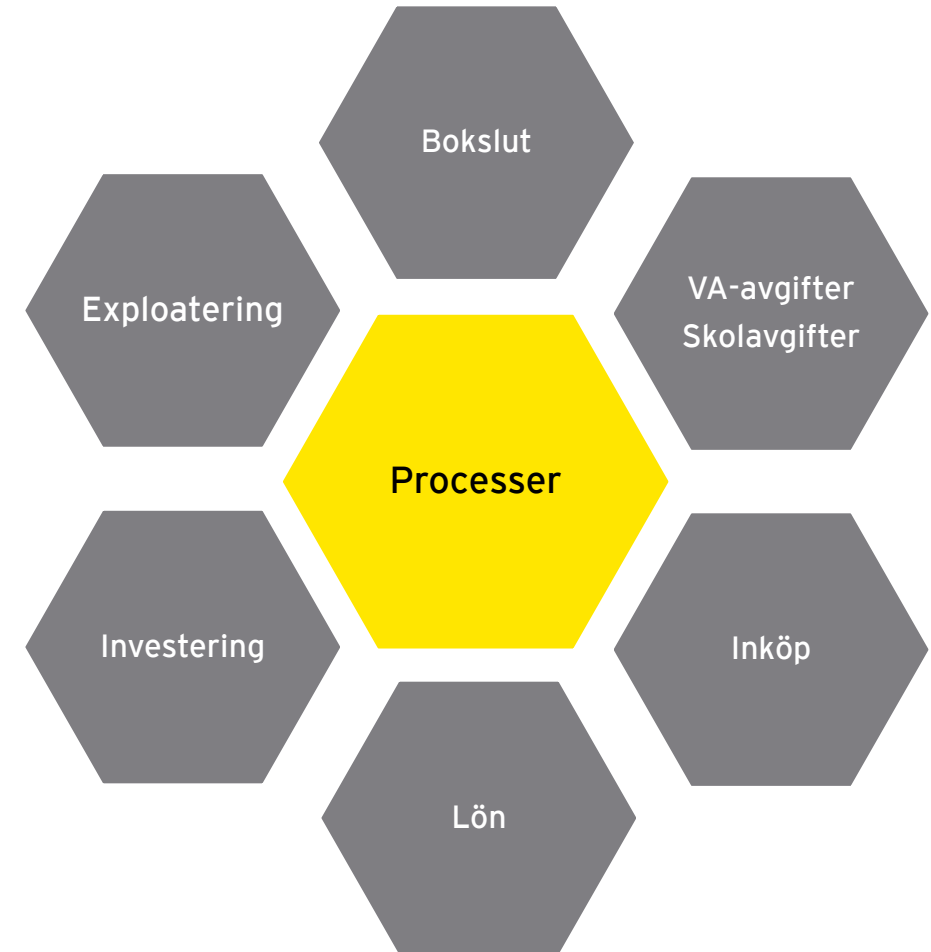 Bokslut
Exploatering
VA-avgifter
Skolavgifter
Processer
Investering
Inköp
Lön